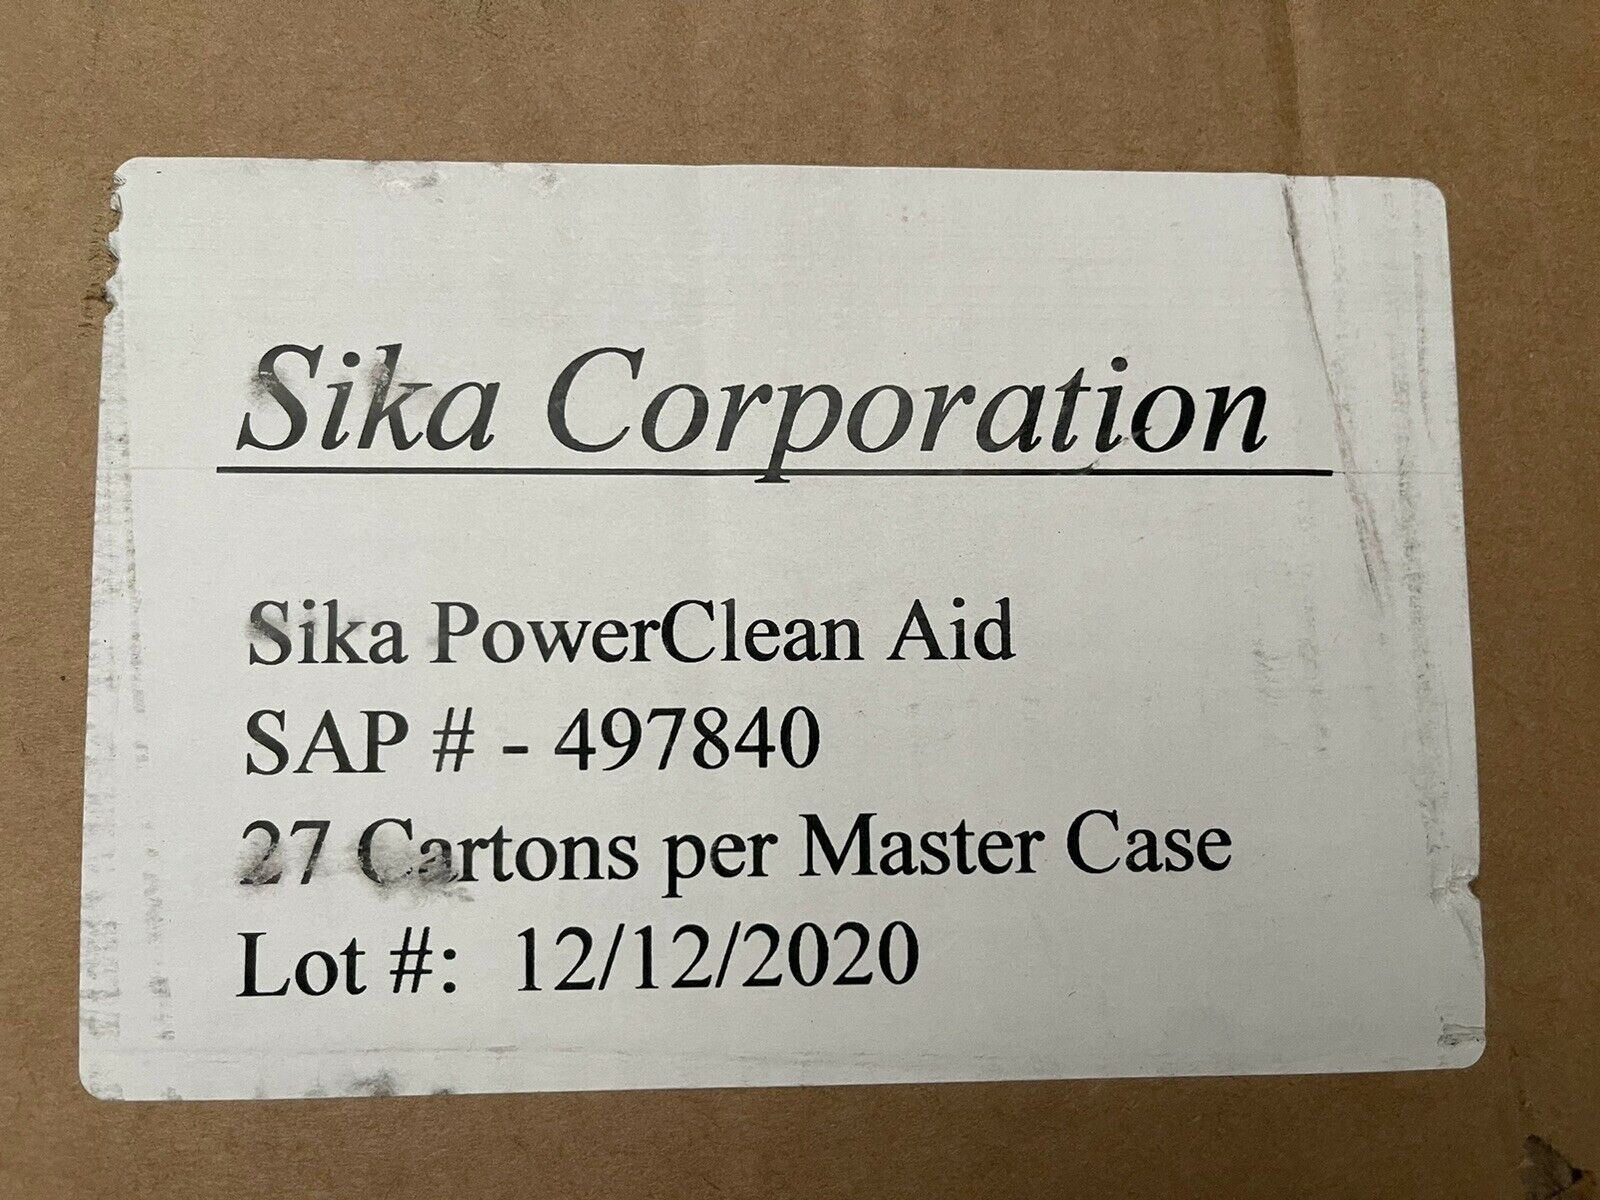 Sika Corporation
Sika PowerClean Aid
SAP # - 497840
27 Cartons per Master Case
Lot #: 12/12/2020